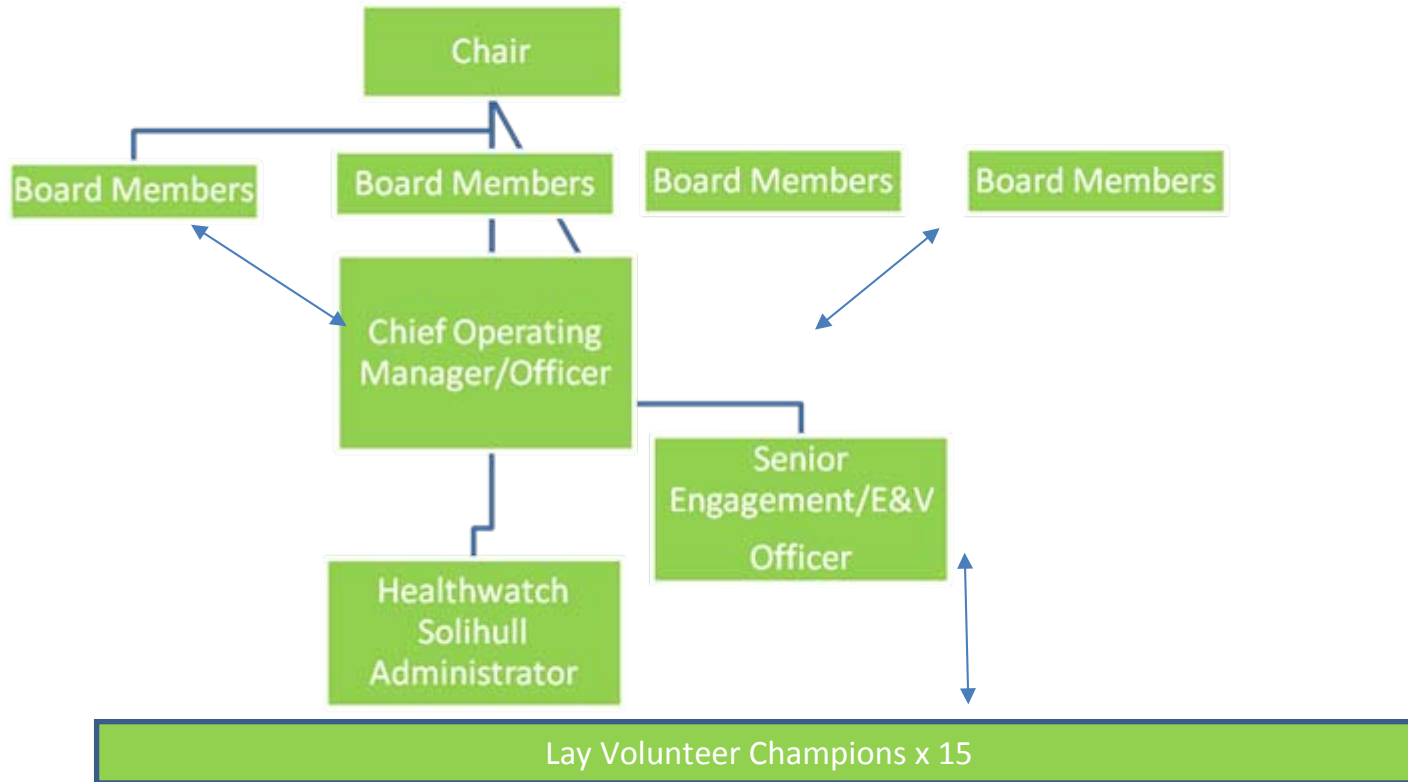 Chair
Board Members
Board Members
Board Members
Board Members
Chief Operating
Manager/Officer
Senior
Engagement/E&V
Officer
Healthwatch
Solihull
Administrator
Lay Volunteer Champions x 15